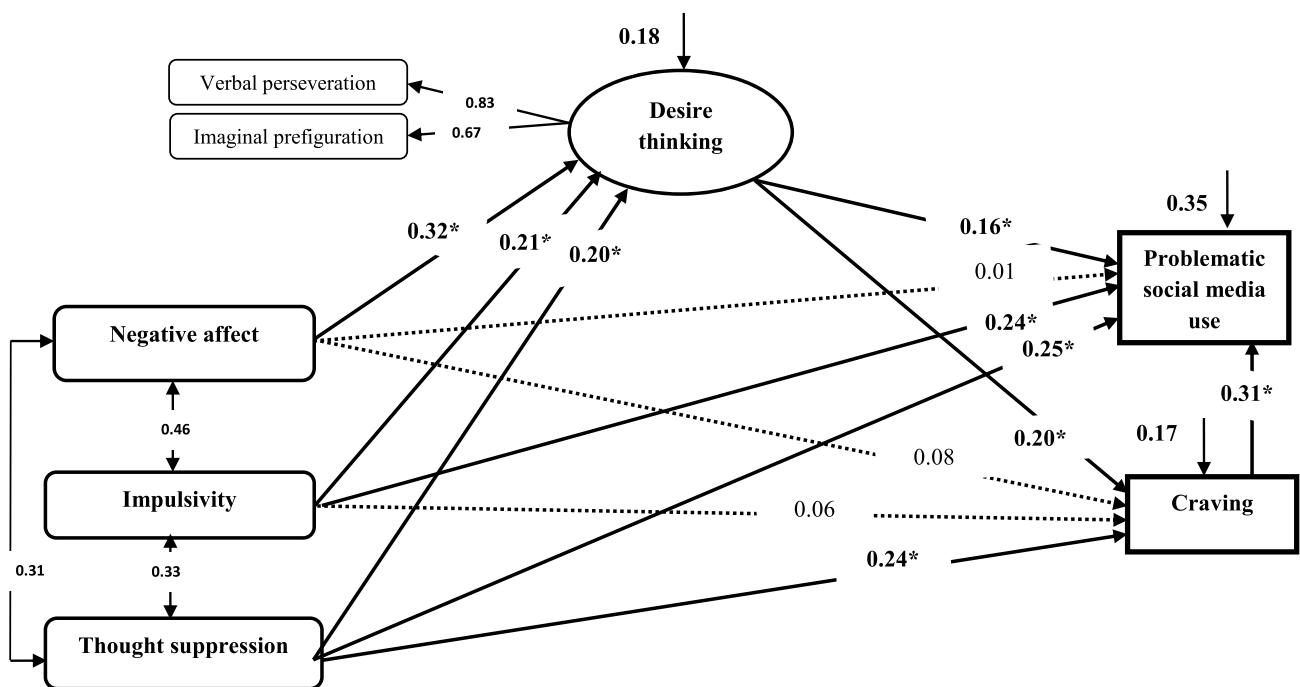 0.18
Verbal perseveration
Imaginal prefiguration
0.83
0.67
Desire
thinking
0.32*
0.21*
0.20*
0.16*
0.01
0.24*
0.25*
0.35
Problematic
social media
use
Negative affect
0.46
0.31*
0.20*
0.17
0.08
0.06
Impulsivity
Craving
0.31
0.33
0.24*
Thought suppression